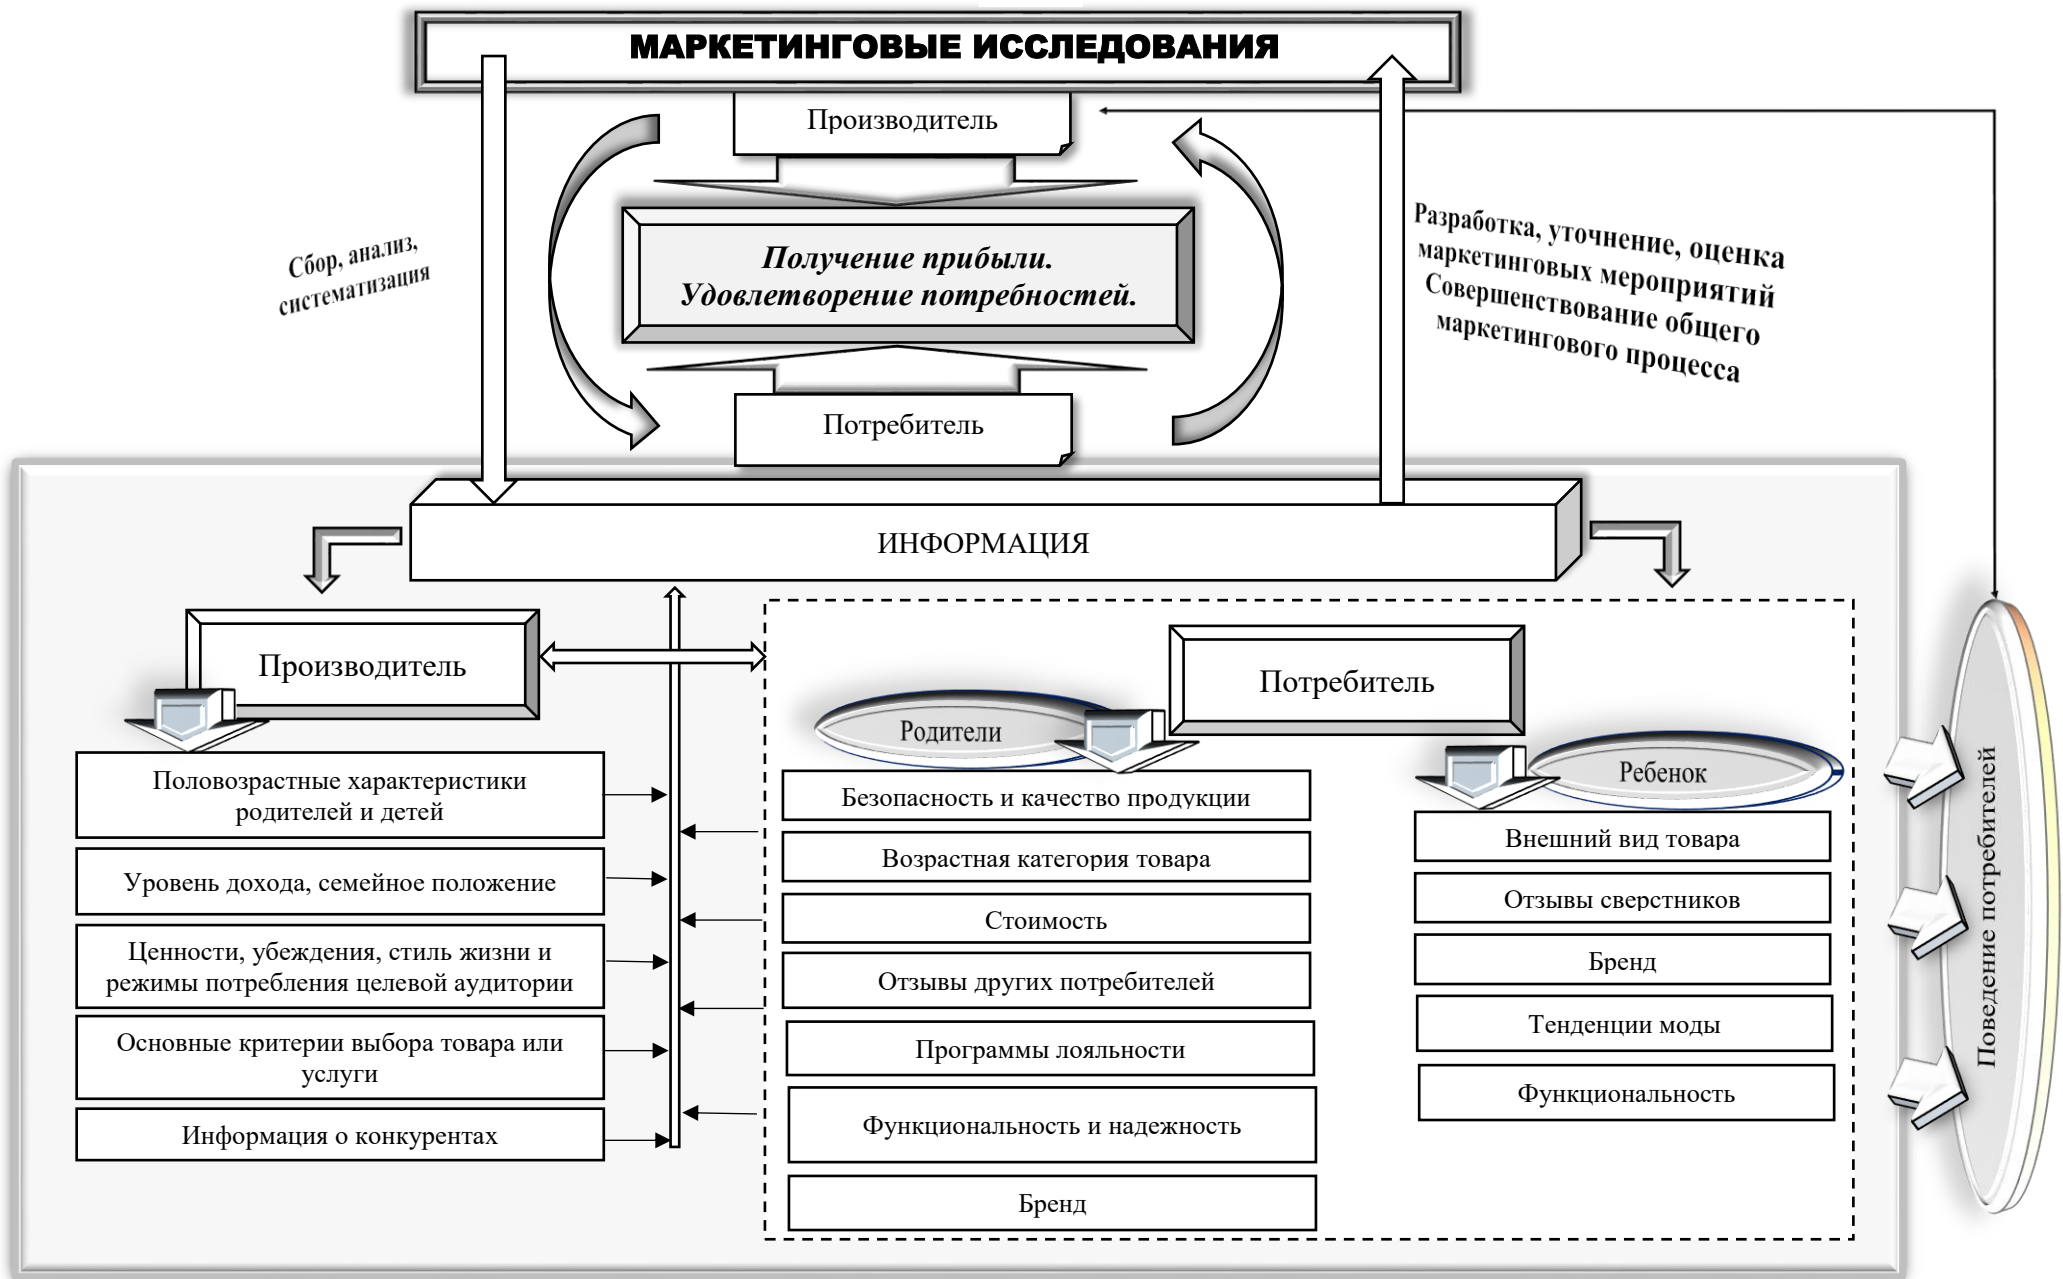 МАРКЕТИНГОВЫЕ ИССЛЕДОВАНИЯ
Производитель
Сбор, анализ,
систематизация
Получение прибыли.
Удовлетворение потребностей.
Разработка, уточнение, оценка
маркетинговых мероприятий
Совершенствование общего
маркетингового процесса
Потребитель
ИНФОРМАЦИЯ
Производитель
Половозрастные характеристики
родителей и детей
Уровень дохода, семейное положение
Ценности, убеждения, стиль жизни и
режимы потребления целевой аудитории
Основные критерии выбора товара или
услуги
Информация о конкурентах
Потребитель
Родители
Безопасность и качество продукции
Возрастная категория товара
Стоимость
Отзывы других потребителей
Программы лояльности
Функциональность и надежность
Бренд
Ребенок
Внешний вид товара
Отзывы сверстников
Бренд
Тенденции моды
Функциональность
Поведение потребителей